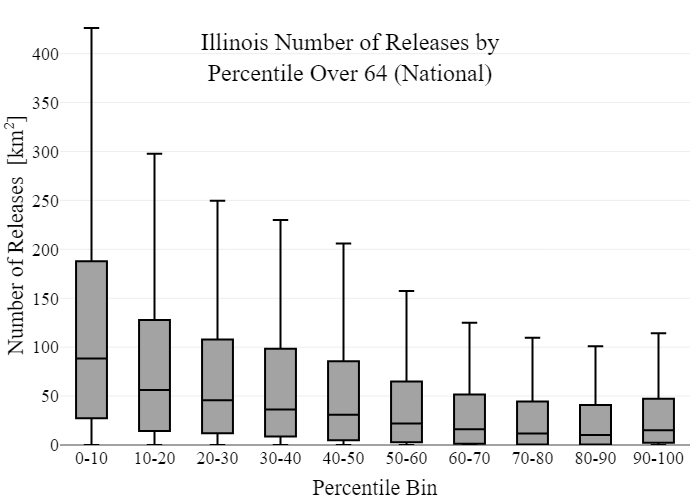 Illinois Number of Releases by
Percentile Over 64 (National)
Number of Releases [km²]
400
350
300
250
200
150
100
50
0
0-10 10-20 20-30 30-40 40-50 50-60 60-70 70-80 80-90 90-100
Percentile Bin